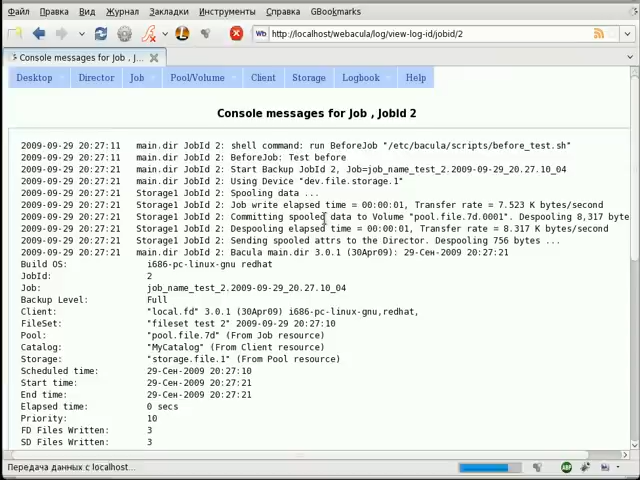 Файл Правка Вид Журнал Закладки Инструменты Справка GBookmarks
http://localhost/webacula/log/view-log-id/jobid/2
Console messages for Job , J...
Desktop Director Job Pool/Volume Client Storage Logbook Help
Console messages for Job , JobId 2
2009-09-29 20:27:11 main.dir JobId 2: shell command: run BeforeJob "/etc/bacula/scripts/before_test.sh"
2009-09-29 20:27:11 main.dir JobId 2: BeforeJob: Test before
2009-09-29 20:27:21 main.dir JobId 2: Start Backup JobId 2, Job=job_name_test_2.2009-09-29_20.27.10_04
2009-09-29 20:27:21 main.dir JobId 2: Using Device "dev.file.storage.1"
2009-09-29 20:27:21 Storage1 JobId 2: Spooling data ...
2009-09-29 20:27:21 Storage1 JobId 2: Job write elapsed time = 00:00:01, Transfer rate = 7.523 K bytes/second
2009-09-29 20:27:21 Storage1 JobId 2: Committing spooled data to Volume "pool.file.7d.0001". Despooling 8,317 byte
2009-09-29 20:27:21 Storage1 JobId 2: Despooling elapsed time = 00:00:01, Transfer rate = 8.317 K bytes/second
2009-09-29 20:27:21 Storage1 JobId 2: Sending spooled attrs to the Director. Despooling 756 bytes ...
2009-09-29 20:27:21 main.dir JobId 2: Bacula main.dir 3.0.1 (30Apr09): 29-Сен-2009 20:27:21
Build OS: i686-pc-linux-gnu redhat
JobId: 2
Job: job_name_test_2.2009-09-29_20.27.10_04
Backup Level: Full
Client: "local.fd" 3.0.1 (30Apr09) i686-pc-linux-gnu,redhat,
FileSet: "fileset test 2" 2009-09-29 20:27:10
Pool: "pool.file.7d" (From Job resource)
Catalog: "MyCatalog" (From Client resource)
Storage: "storage.file.1" (From Pool resource)
Scheduled time: 29-Сен-2009 20:27:10
Start time: 29-Сен-2009 20:27:21
End time: 29-Сен-2009 20:27:21
Elapsed time: 0 secs
Priority: 10
FD Files Written: 3
SD Files Written: 3
Передача данных с localhost...
ABP